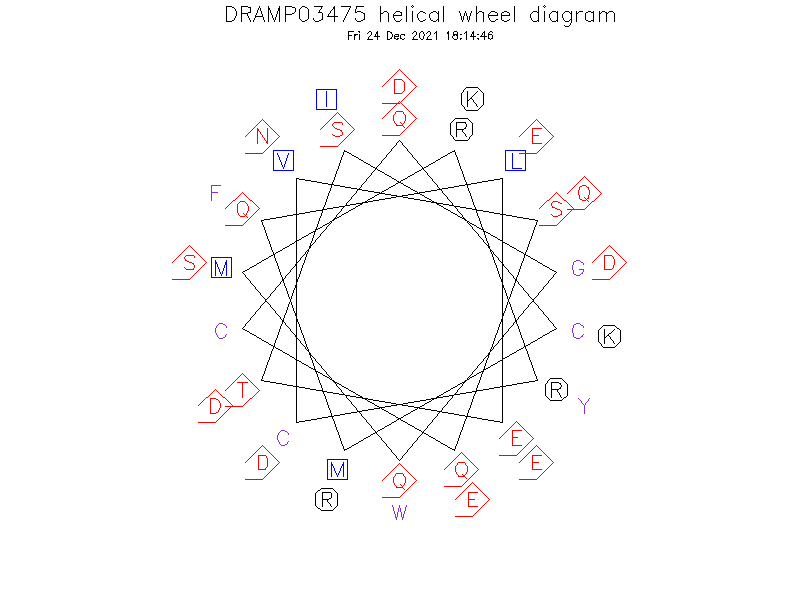 DRAMP03475 helical wheel diagram
Fri 24 Dec 2021 18:14:46
D
I K
Q
S R
N E
V L
F S Q
Q
S M G D
C C K
T R
D Y
C E
D E
M Q Q
R E
W